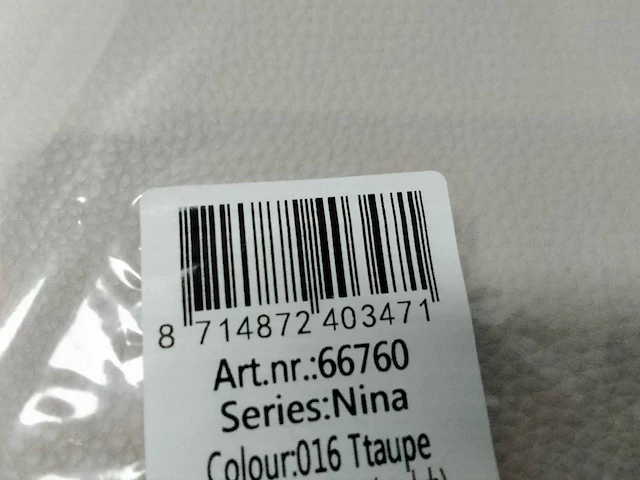 8 714872 403471
Art.nr.:66760
Series:Nina
Colour:016 Ttaupe